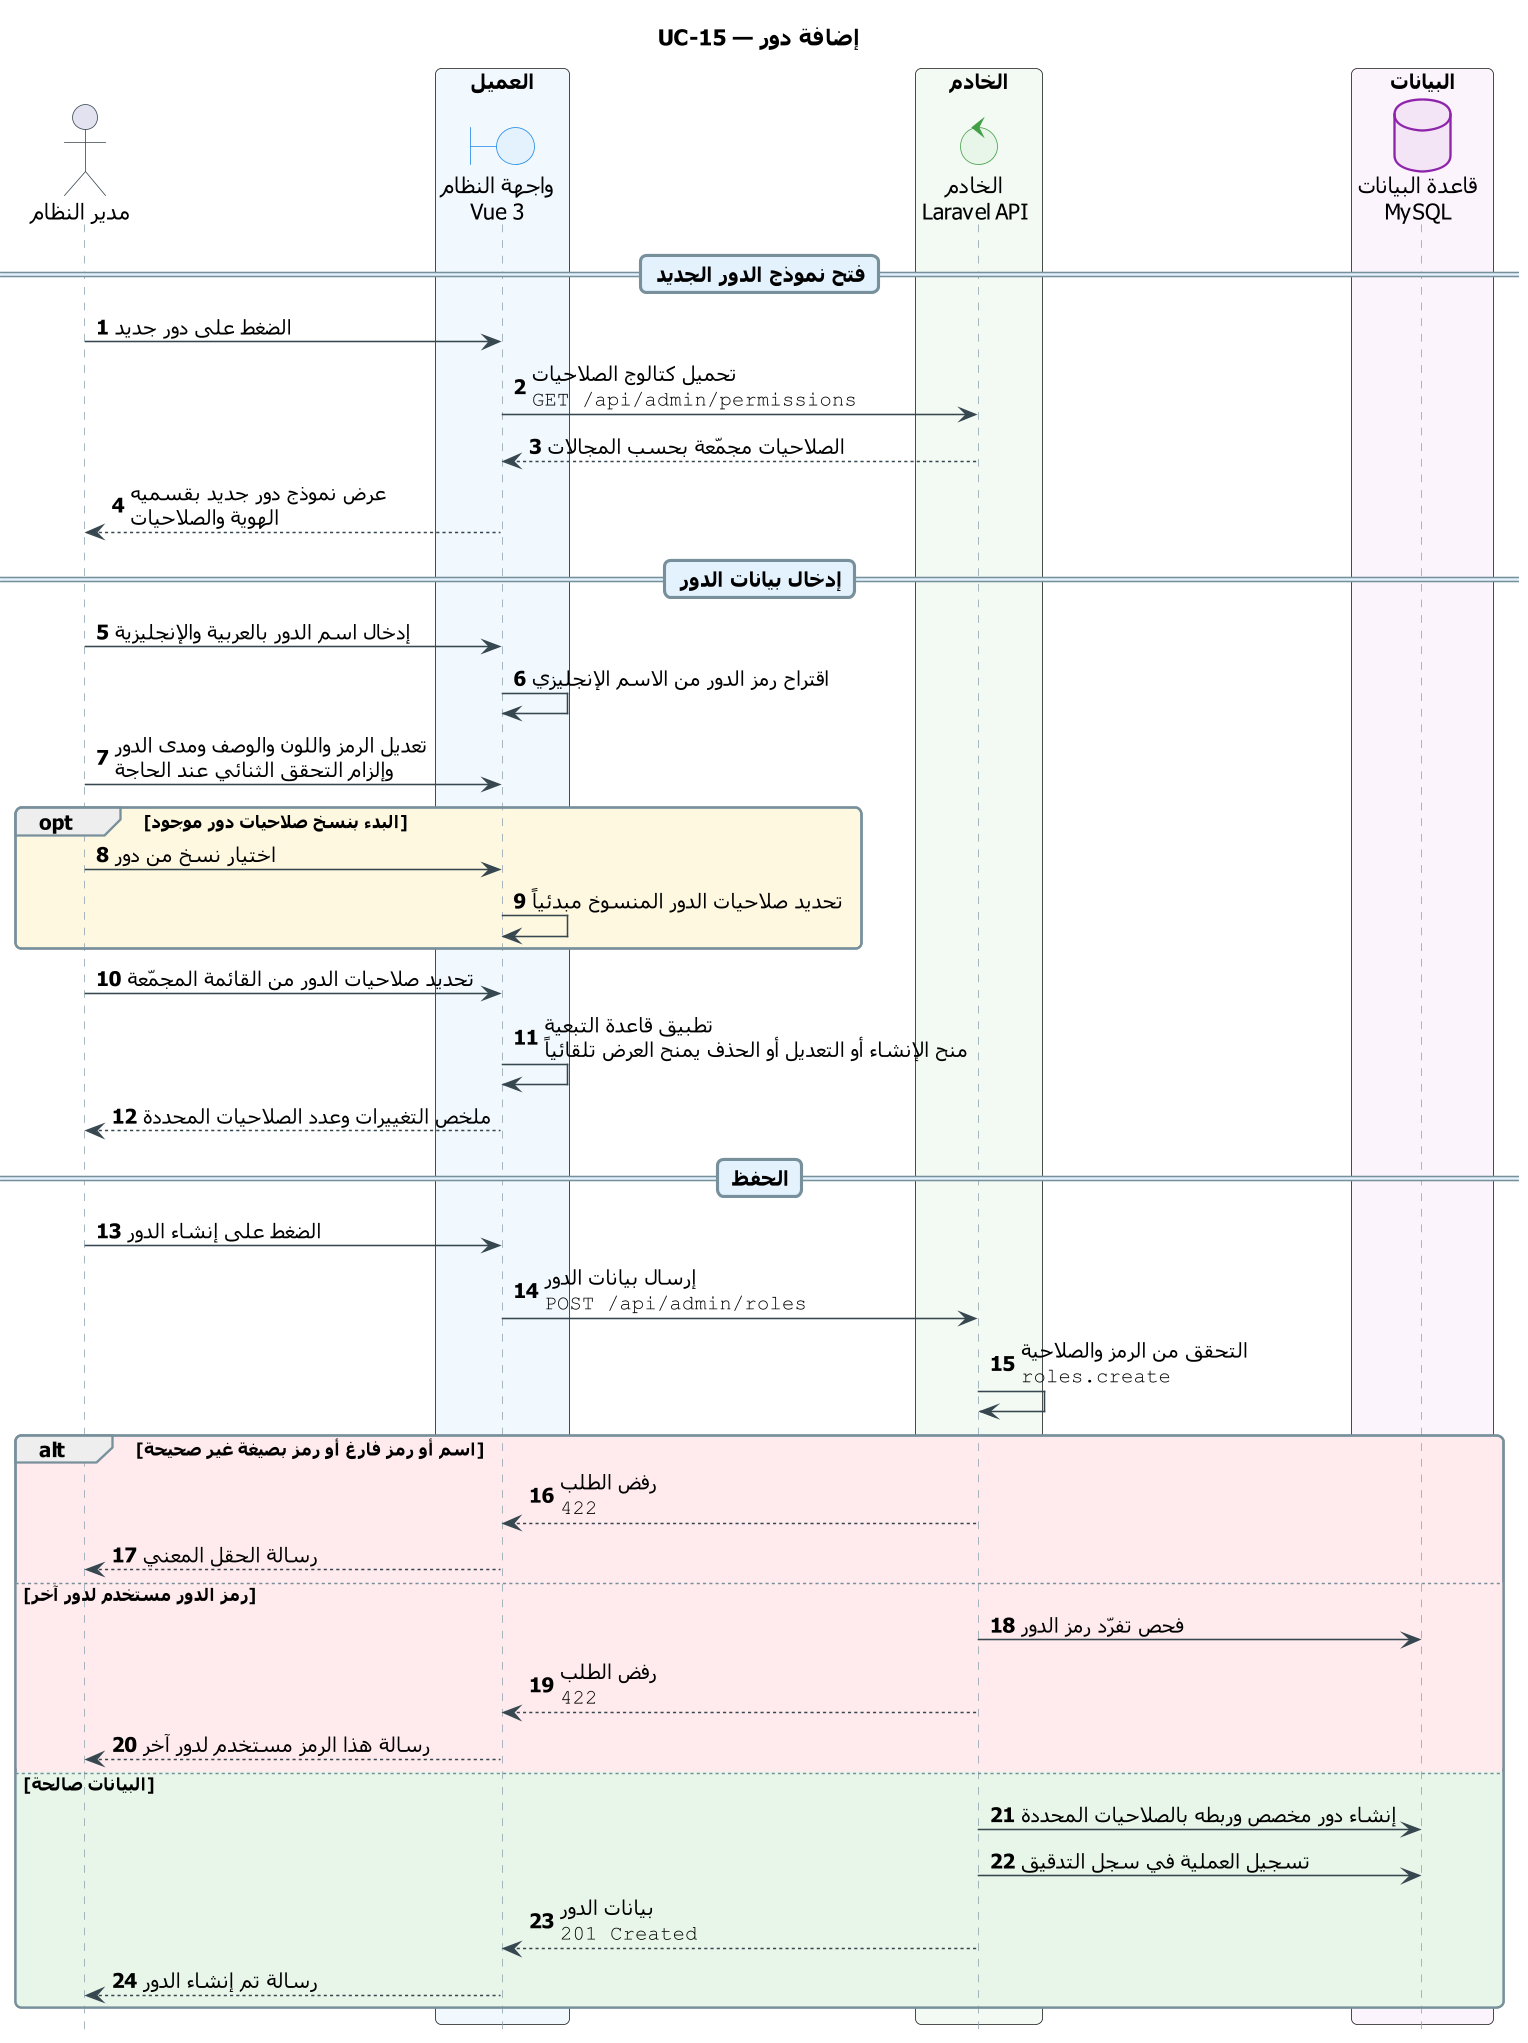 UC-15 — إضافة دور
العميل
الخادم
البيانات
مدير النظام
واجهة النظام
Vue 3
الخادم
Laravel API
قاعدة البيانات
MySQL
فتح نموذج الدور الجديد
1 الضغط على دور جديد
2 تحميل كتالوج الصلاحيات
GET /api/admin/permissions
3 الصلاحيات مجمّعة بحسب المجالات
4 عرض نموذج دور جديد بقسميه
الهوية والصلاحيات
إدخال بيانات الدور
5 إدخال اسم الدور بالعربية والإنجليزية
6 اقتراح رمز الدور من الاسم الإنجليزي
7 تعديل الرمز واللون والوصف ومدى الدور
وإلزام التحقق الثنائي عند الحاجة
opt [البدء بنسخ صلاحيات دور موجود]
8 اختيار نسخ من دور
9 تحديد صلاحيات الدور المنسوخ مبدئياً
10 تحديد صلاحيات الدور من القائمة المجمّعة
11 تطبيق قاعدة التبعية
منح الإنشاء أو التعديل أو الحذف يمنح العرض تلقائياً
12 ملخص التغييرات وعدد الصلاحيات المحددة
الحفظ
13 الضغط على إنشاء الدور
14 إرسال بيانات الدور
POST /api/admin/roles
15 التحقق من الرمز والصلاحية
roles.create
alt [اسم أو رمز فارغ أو رمز بصيغة غير صحيحة]
16 رفض الطلب
422
17 رسالة الحقل المعني
[رمز الدور مستخدم لدور آخر]
18 فحص تفرّد رمز الدور
19 رفض الطلب
422
20 رسالة هذا الرمز مستخدم لدور آخر
[البيانات صالحة]
21 إنشاء دور مخصص وربطه بالصلاحيات المحددة
22 تسجيل العملية في سجل التدقيق
23 بيانات الدور
201 Created
24 رسالة تم إنشاء الدور